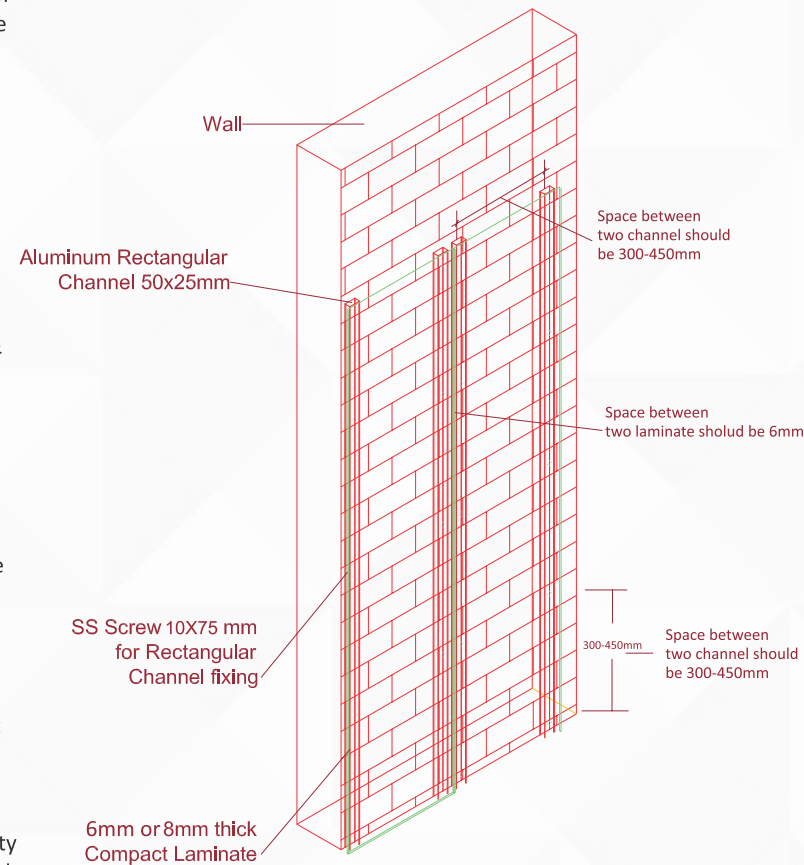 Wall
Aluminum Rectangular
Channel 50x25mm
Space between
two channel should
be 300-450mm
Space between
two laminate sholud be 6mm
SS Screw 10X75 mm
for Rectangular
Channel fixing
300-450mm
Space between
two channel should
be 300-450mm
6mm or 8mm thick
Compact Laminate